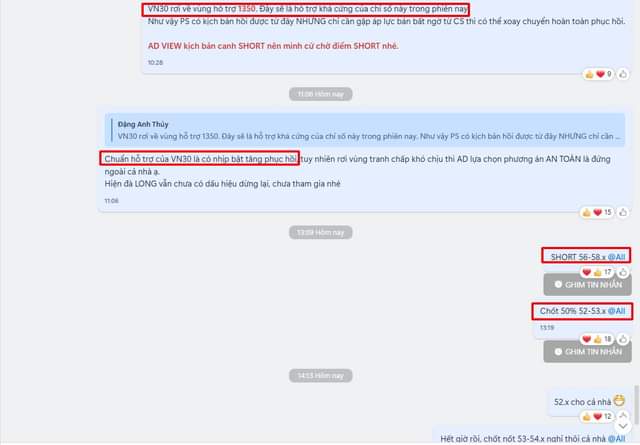 VN30 rơi về vùng hỗ trợ 1350. Đây sẽ là hỗ trợ khá cứng của chỉ số này trong phiên nay
Như vậy PS có kịch bản hồi được từ đây NHƯNG chỉ cần gặp áp lực bán bất ngờ từ CS thì có thể xoay chuyển hoàn toàn phục hồi.
AD VIEW kịch bản canh SHORT nên mình cứ chờ điểm SHORT nhé.
10:28
9
11:06 Hôm nay
Đặng Anh Thúy
VN30 rơi về vùng hỗ trợ 1350. Đây sẽ là hỗ trợ khá cứng của chỉ số này trong phiên nay. Như vậy PS có kịch bản hồi được từ đây NHƯNG chỉ cần ...
Chuẩn hỗ trợ của VN30 là có nhịp bật tăng phục hồi, tuy nhiên rơi vùng tranh chấp khó chịu thì AD lựa chọn phương án AN TOÀN là đứng
ngoài cả nhà ạ.
Hiện đà LONG vẫn chưa có dấu hiệu dừng lại, chưa tham gia nhé
11:06
15
13:09 Hôm nay
SHORT 56-58.x @All
17
GHIM TIN NHẮN
Chốt 50% 52-53.x @All
13:19
18
GHIM TIN NHẮN
14:13 Hôm nay
52.x cho cả nhà
12
Hết giờ rồi, chốt nốt 53-54.x nghỉ thôi cả nhà @All